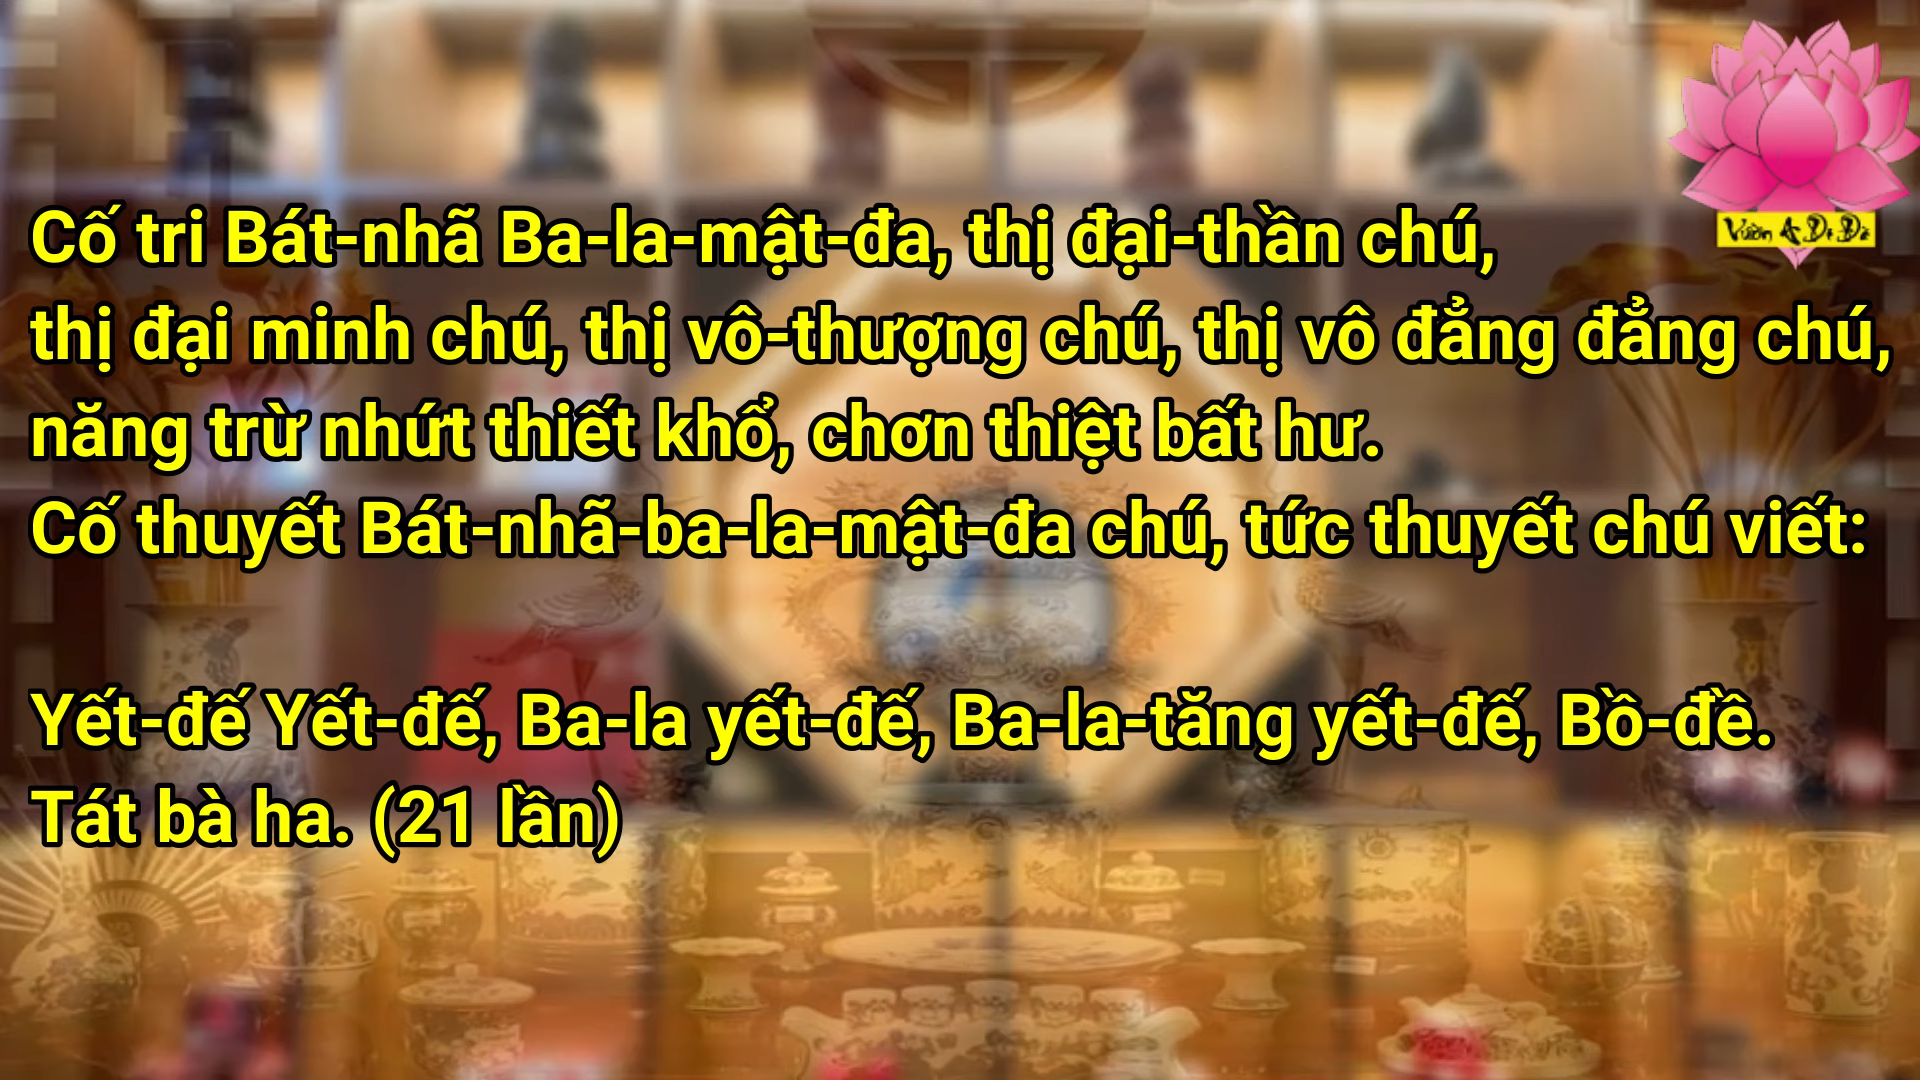 Vườn A Di Đà
Cố tri Bát-nhã Ba-la-mật-đa, thị đại-thần chú,
thị đại minh chú, thị vô-thượng chú, thị vô đẳng đẳng chú,
năng trừ nhứt thiết khổ, chơn thiệt bất hư.
Cố thuyết Bát-nhã-ba-la-mật-đa chú, tức thuyết chú viết:
Yết-đế Yết-đế, Ba-la yết-đế, Ba-la-tăng yết-đế, Bồ-đề.
Tát bà ha. (21 lần)